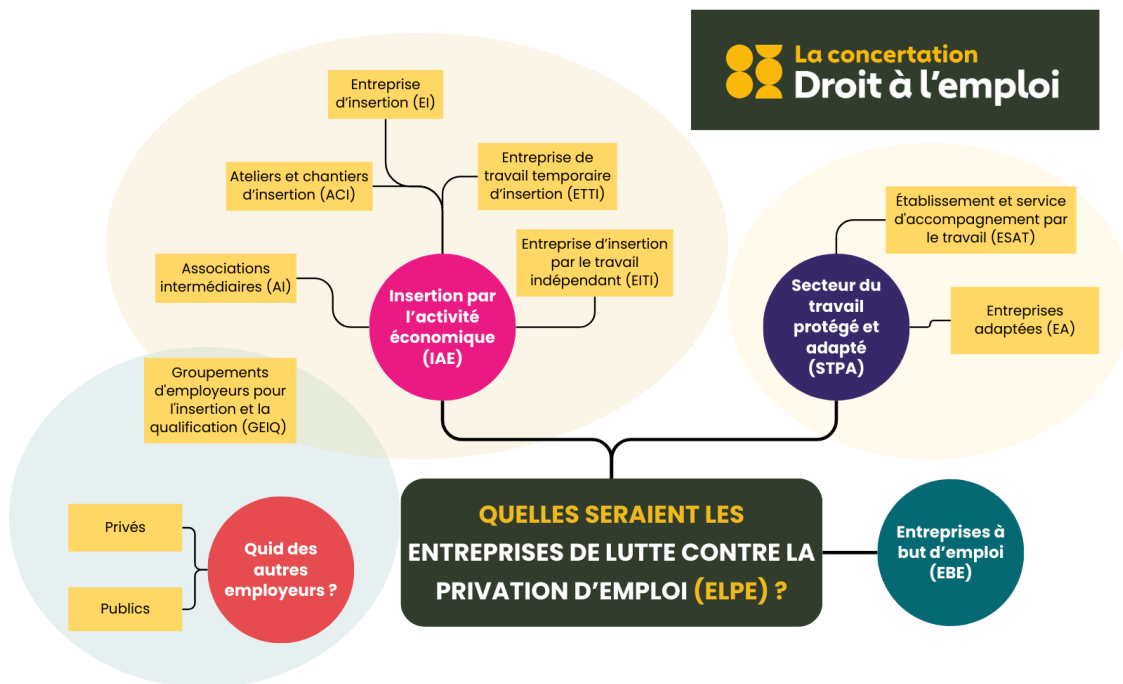 La concertation
Droit à l'emploi
Entreprise
d'insertion (EI)
Ateliers et chantiers
d'insertion (ACI)
Entreprise de
travail temporaire
d'insertion (ETTI)
Associations
intermédiaires (AI)
Entreprise d'insertion
par le travail
indépendant (EITI)
Insertion par
l'activité
économique
(IAE)
Établissement et service
d'accompagnement par
le travail (ESAT)
Secteur du
travail
protégé et
adapté
(STPA)
Entreprises
adaptées (EA)
Groupements
d'employeurs pour
l'insertion et la
qualification (GEIQ)
Privés
Publics
Quid des
autres
employeurs ?
QUELLES SERAIENT LES
ENTREPRISES DE LUTTE CONTRE LA
PRIVATION D'EMPLOI (ELPE) ?
Entreprises à
but d'emploi
(EBE)